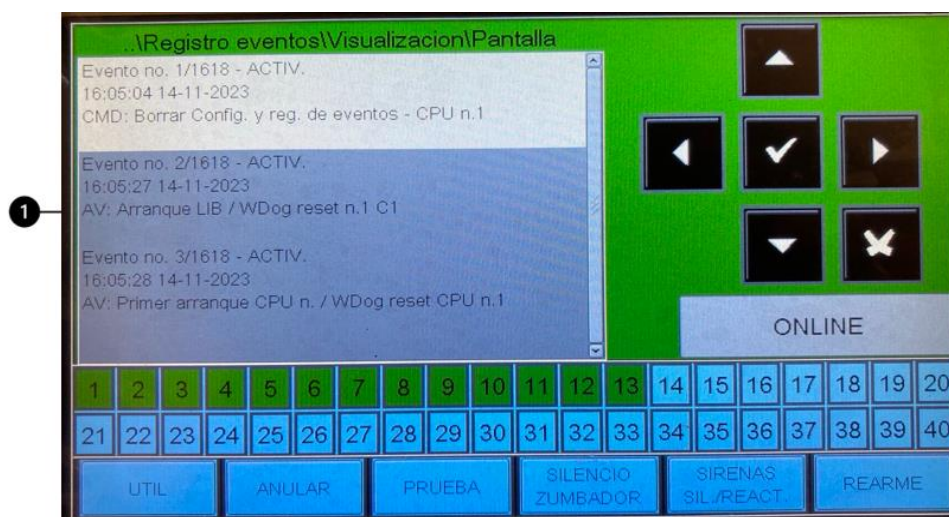 ..\Registro eventos\Visualizacion\Pantalla
Evento no. 1/1618 - ACTIV.
16:05:04 14-11-2023
CMD: Borrar Config. y reg. de eventos - CPU n.1
Evento no. 2/1618 - ACTIV.
16:05:27 14-11-2023
AV: Arranque LIB / WDog reset n.1 C1
Evento no. 3/1618 - ACTIV.
16:05:28 14-11-2023
AV: Primer arranque CPU n. / WDog reset CPU n.1
1
ONLINE
1 2 3 4 5 6 7 8 9 10 11 12 13 14 15 16 17 18 19 20
21 22 23 24 25 26 27 28 29 30 31 32 33 34 35 36 37 38 39 40
UTIL ANULAR PRUEBA SILENCIO ZUMBADOR SIRENAS SIL./REACT. REARME